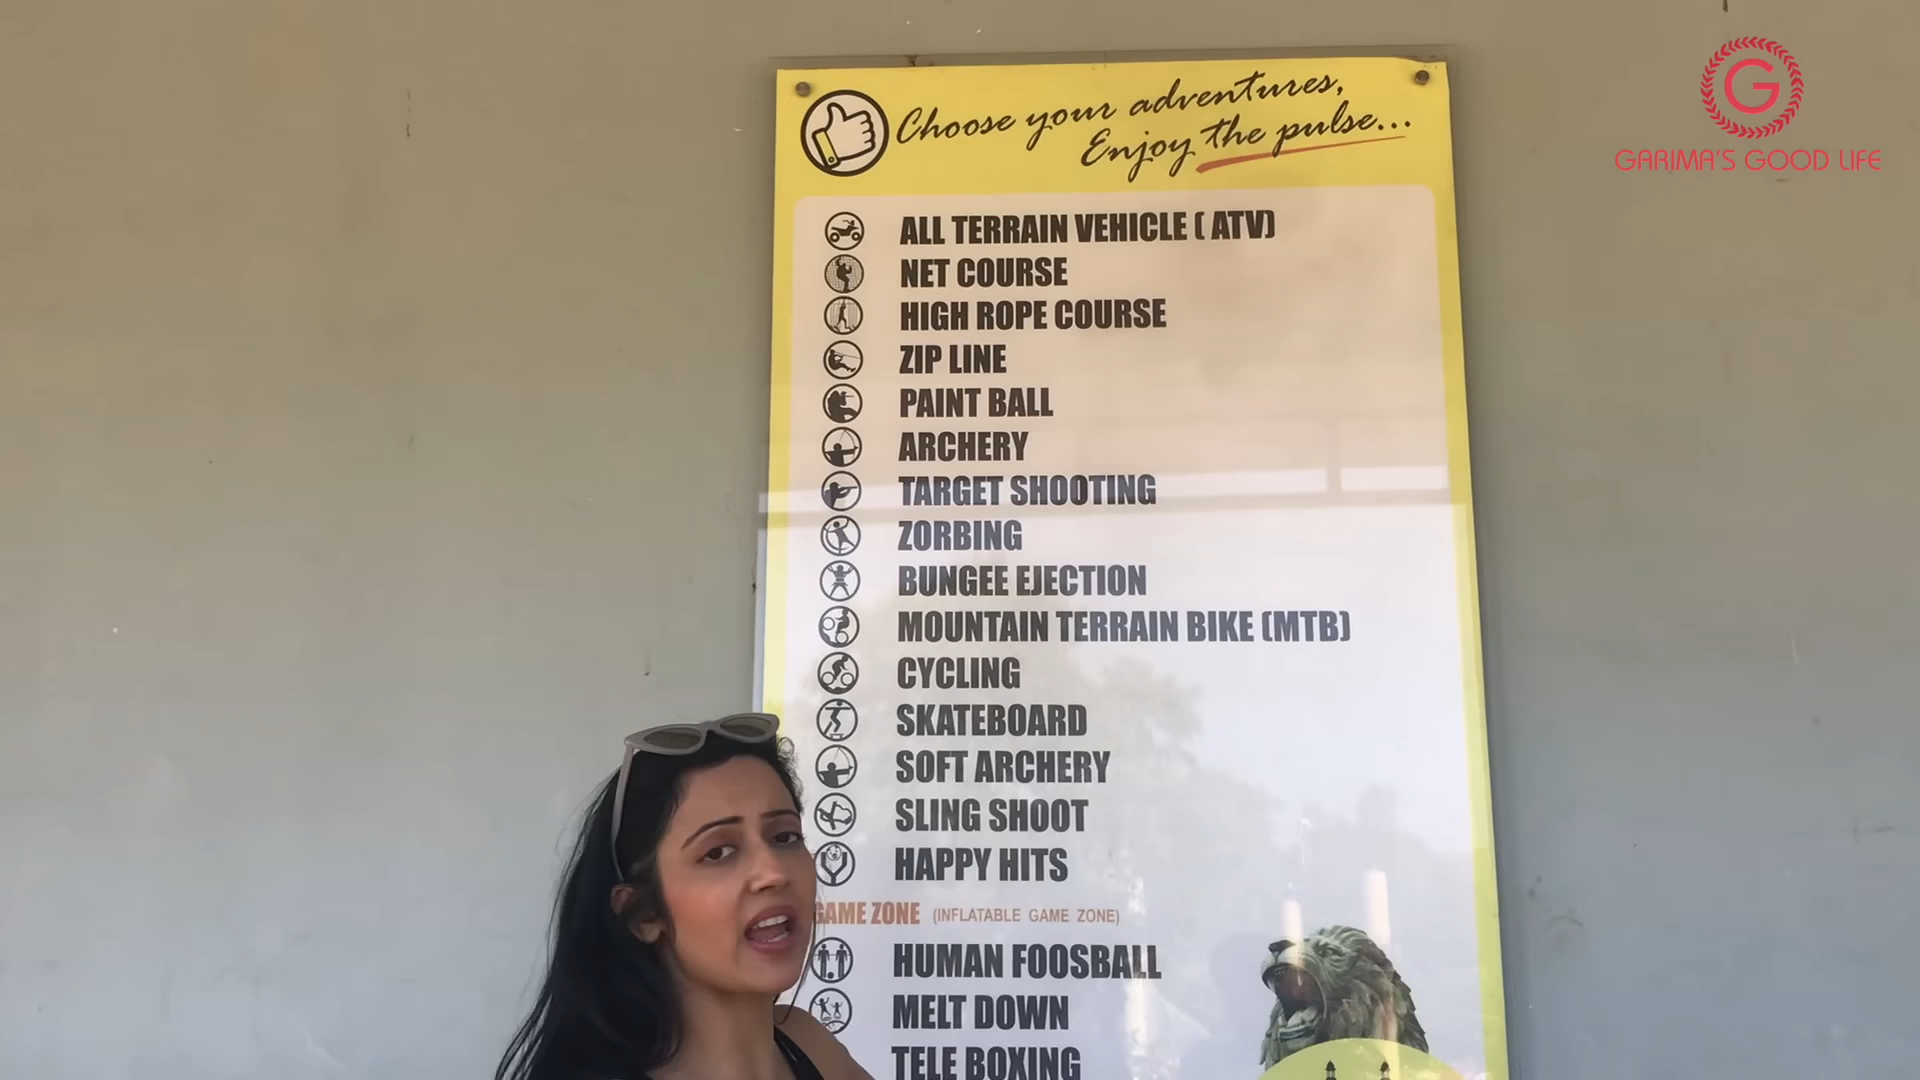 Choose your adventures,
Enjoy the pulse...
G
GARIMA'S GOOD LIFE
ALL TERRAIN VEHICLE ( ATV)
NET COURSE
HIGH ROPE COURSE
ZIP LINE
PAINT BALL
ARCHERY
TARGET SHOOTING
ZORBING
BUNGEE EJECTION
MOUNTAIN TERRAIN BIKE (MTB)
CYCLING
SKATEBOARD
SOFT ARCHERY
SLING SHOOT
HAPPY HITS
GAME ZONE (INFLATABLE GAME ZONE)
HUMAN FOOSBALL
MELT DOWN
TELE BOXING